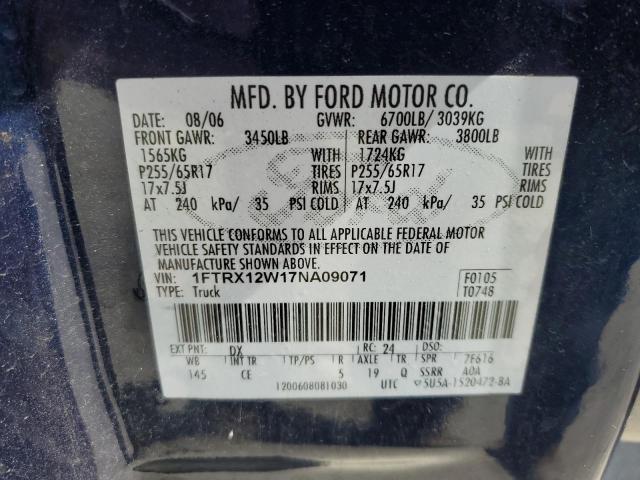 MFD. BY FORD MOTOR CO.
DATE: 08/06 GVWR: 6700LB/ 3039KG
FRONT GAWR: 3450LB REAR GAWR: 3800LB
1565KG WITH 1724KG WITH
P255/65R17 TIRES P255/65R17 TIRES
17x7.5J RIMS 17x7.5J RIMS
AT 240 kPa/ 35 PSI COLD AT 240 kPa/ 35 PSI COLD
THIS VEHICLE CONFORMS TO ALL APPLICABLE FEDERAL MOTOR
VEHICLE SAFETY STANDARDS IN EFFECT ON THE DATE OF
MANUFACTURE SHOWN ABOVE.
VIN: 1FTRX12W17NA09071 F0105
TYPE: Truck T0748
EXT PNT: DX RC: 24 DSO:
WB INT TR TP/PS R AXLE TR SPR 7F616
145 CE 5 19 Q SSRR AOA
1200608081030 UTC 5U5A-1520472-BA